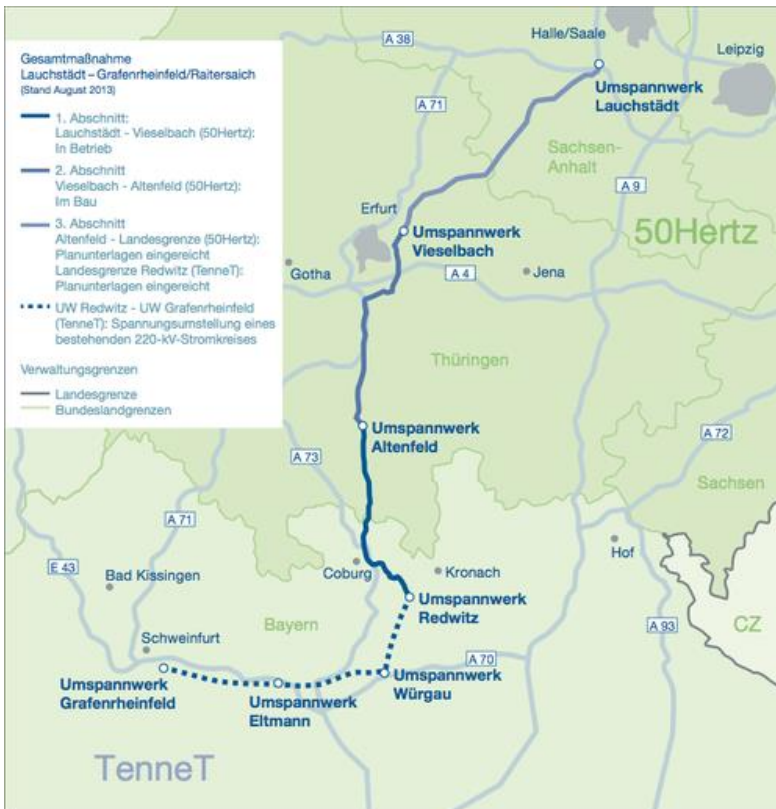 Gesamtmaßnahme
Lauchstädt – Grafenrheinfeld/Raitersaich
(Stand August 2013)
1. Abschnitt:
Lauchstädt - Vieselbach (50Hertz):
In Betrieb
2. Abschnitt
Vieselbach - Altenfeld (50Hertz):
Im Bau
3. Abschnitt
Altenfeld - Landesgrenze (50Hertz):
Planunterlagen eingereicht
Landesgrenze Redwitz (TenneT):
Planunterlagen eingereicht
UW Redwitz - UW Grafenrheinfeld
(TenneT): Spannungsumstellung eines
bestehenden 220-kV-Stromkreises
Verwaltungsgrenzen
Landesgrenze
Bundeslandgrenzen
A 38
Halle/Saale
Leipzig
Umspannwerk
Lauchstädt
A 71
Sachsen-
Anhalt
A 9
Erfurt
Umspannwerk
Vieselbach
50Hertz
Gotha
A 4
Jena
Thüringen
Umspannwerk
Altenfeld
A 73
A 72
Sachsen
A 71
Hof
E 43
Bad Kissingen
Coburg
Kronach
Umspannwerk
Redwitz
Bayern
A 93
CZ
Schweinfurt
A 70
Umspannwerk
Grafenrheinfeld
Umspannwerk
Eltmann
Umspannwerk
Würgau
TenneT